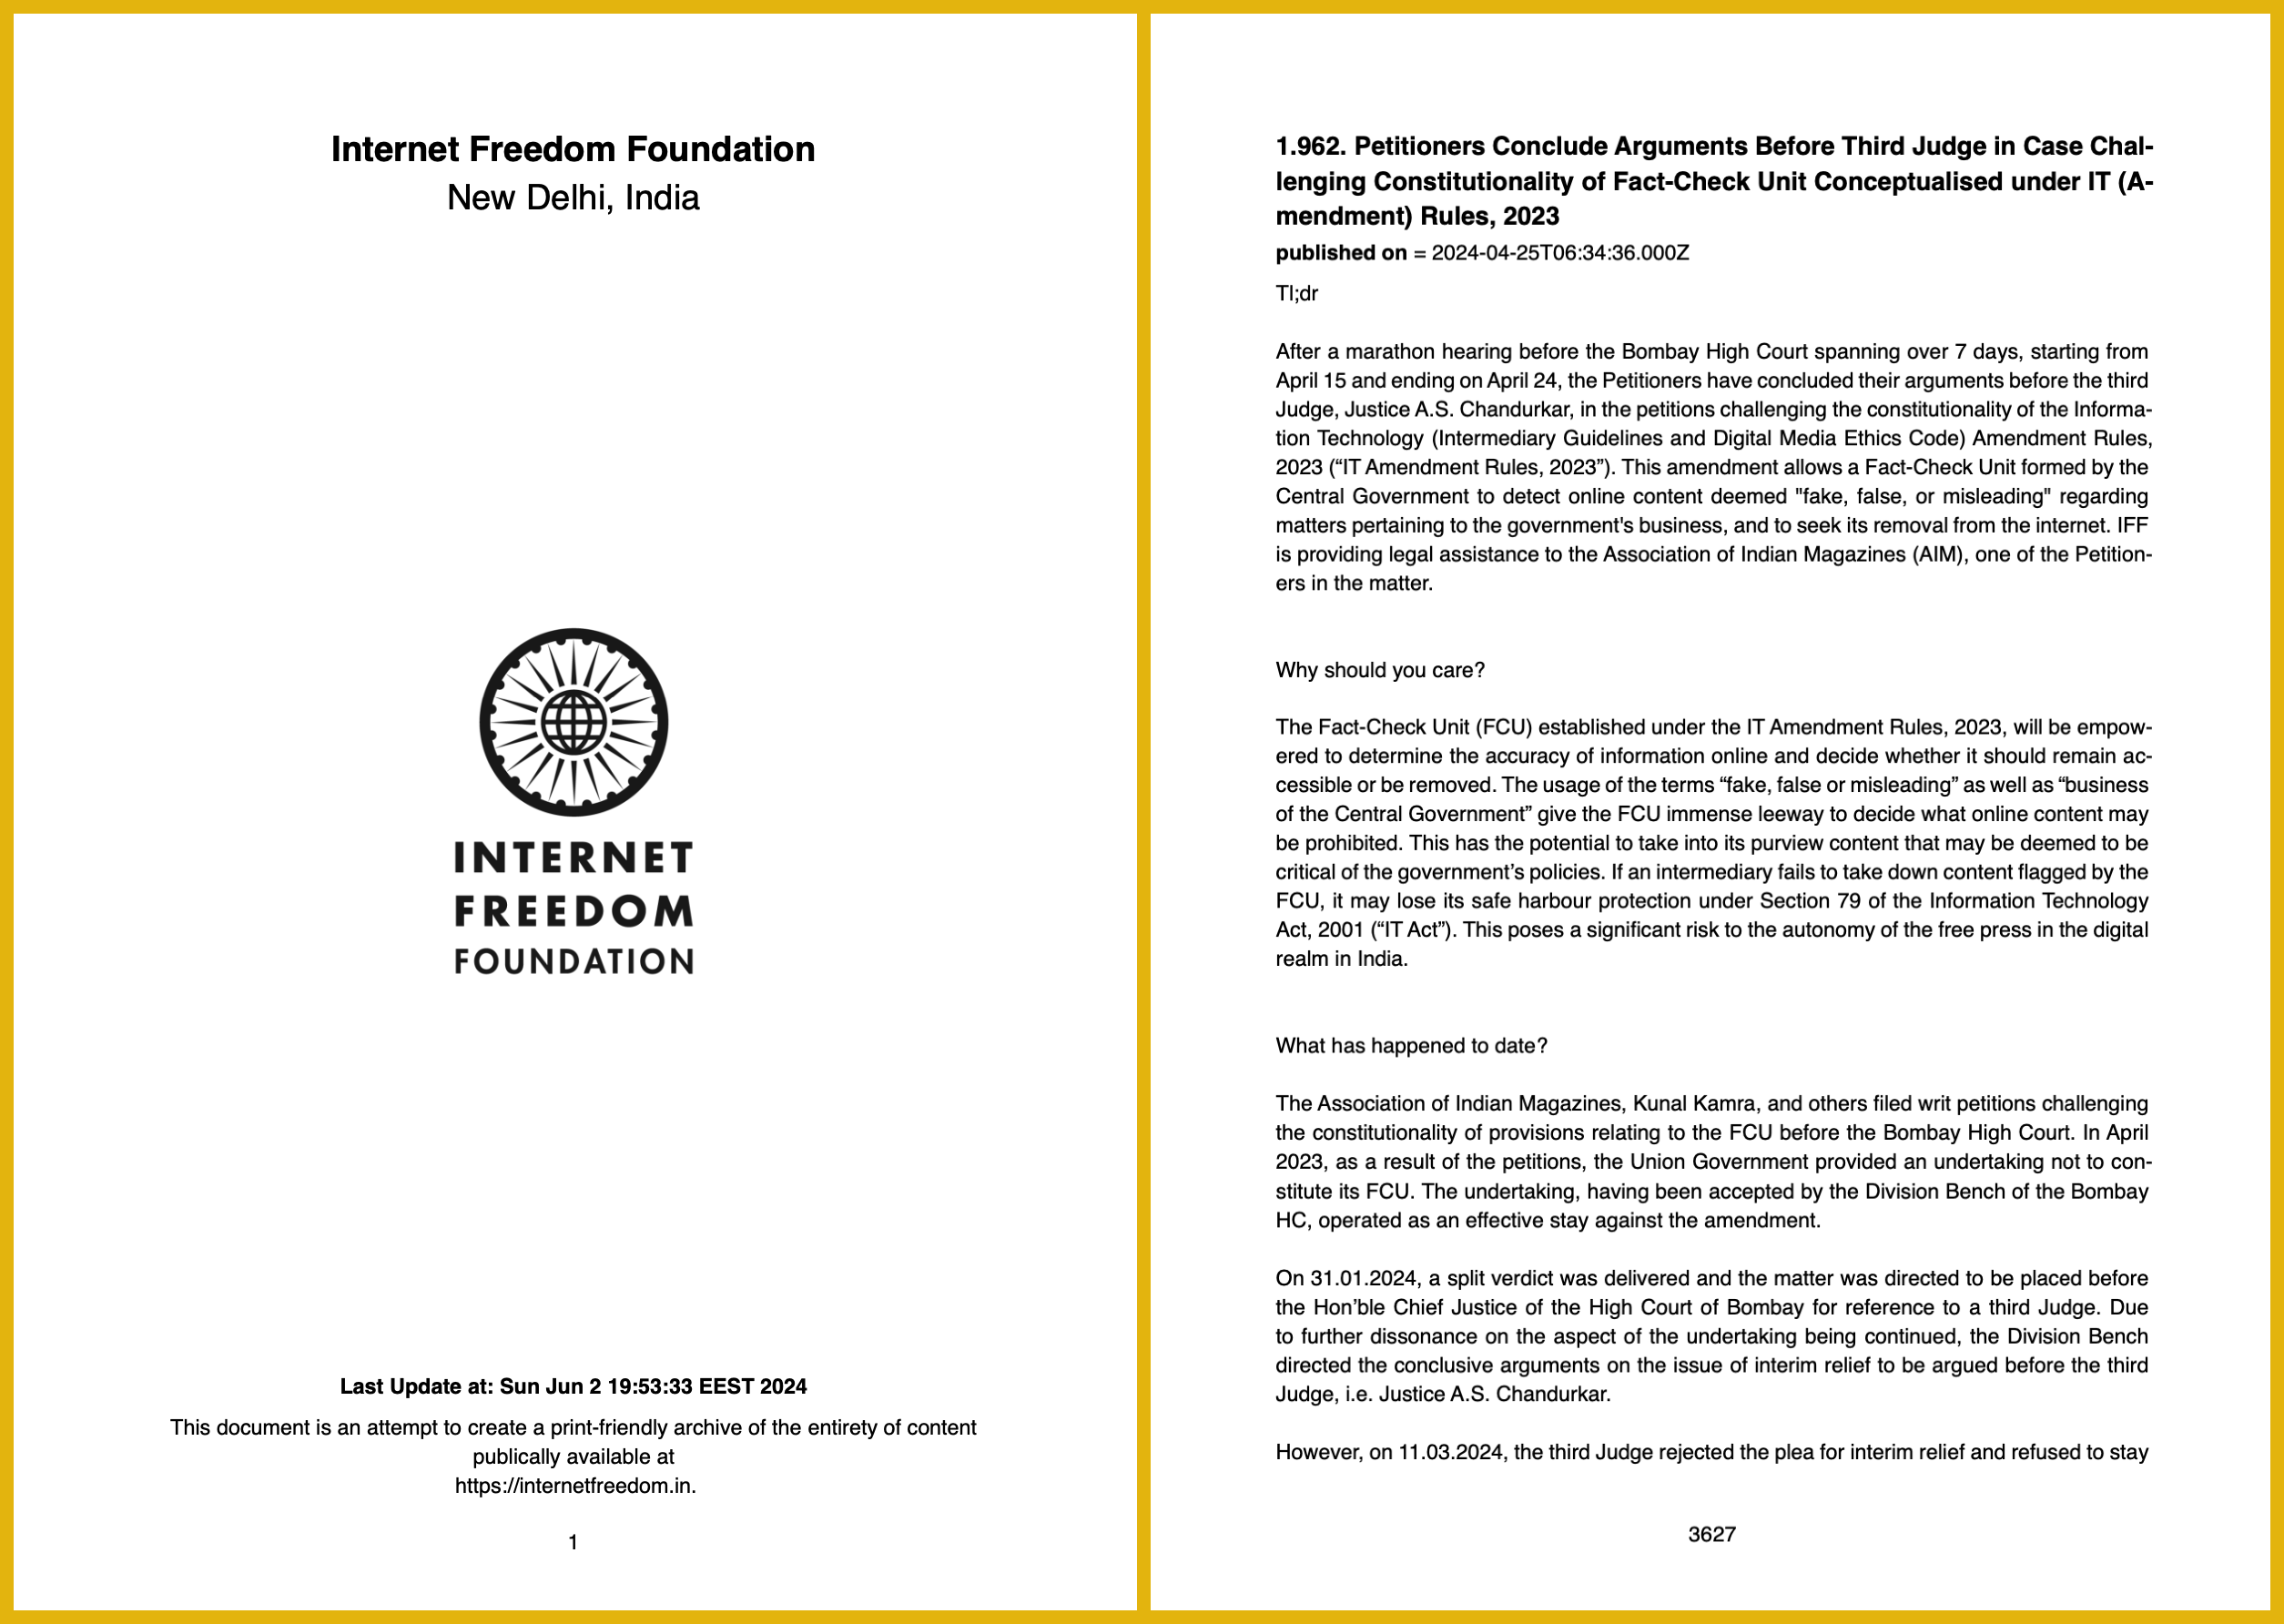 Internet Freedom Foundation
New Delhi, India
INTERNET
FREEDOM
FOUNDATION
Last Update at: Sun Jun 2 19:53:33 EEST 2024
This document is an attempt to create a print-friendly archive of the entirety of content
publically available at
https://internetfreedom.in.
1
1.962. Petitioners Conclude Arguments Before Third Judge in Case Chal-
lenging Constitutionality of Fact-Check Unit Conceptualised under IT (A-
mendment) Rules, 2023
published on = 2024-04-25T06:34:36.000Z
Tl;dr
After a marathon hearing before the Bombay High Court spanning over 7 days, starting from
April 15 and ending on April 24, the Petitioners have concluded their arguments before the third
Judge, Justice A.S. Chandurkar, in the petitions challenging the constitutionality of the Informa-
tion Technology (Intermediary Guidelines and Digital Media Ethics Code) Amendment Rules,
2023 (“IT Amendment Rules, 2023”). This amendment allows a Fact-Check Unit formed by the
Central Government to detect online content deemed "fake, false, or misleading" regarding
matters pertaining to the government's business, and to seek its removal from the internet. IFF
is providing legal assistance to the Association of Indian Magazines (AIM), one of the Petition-
ers in the matter.
Why should you care?
The Fact-Check Unit (FCU) established under the IT Amendment Rules, 2023, will be empow-
ered to determine the accuracy of information online and decide whether it should remain ac-
cessible or be removed. The usage of the terms “fake, false or misleading” as well as “business
of the Central Government” give the FCU immense leeway to decide what online content may
be prohibited. This has the potential to take into its purview content that may be deemed to be
critical of the government’s policies. If an intermediary fails to take down content flagged by the
FCU, it may lose its safe harbour protection under Section 79 of the Information Technology
Act, 2001 (“IT Act”). This poses a significant risk to the autonomy of the free press in the digital
realm in India.
What has happened to date?
The Association of Indian Magazines, Kunal Kamra, and others filed writ petitions challenging
the constitutionality of provisions relating to the FCU before the Bombay High Court. In April
2023, as a result of the petitions, the Union Government provided an undertaking not to con-
stitute its FCU. The undertaking, having been accepted by the Division Bench of the Bombay
HC, operated as an effective stay against the amendment.
On 31.01.2024, a split verdict was delivered and the matter was directed to be placed before
the Hon’ble Chief Justice of the High Court of Bombay for reference to a third Judge. Due
to further dissonance on the aspect of the undertaking being continued, the Division Bench
directed the conclusive arguments on the issue of interim relief to be argued before the third
Judge, i.e. Justice A.S. Chandurkar.
However, on 11.03.2024, the third Judge rejected the plea for interim relief and refused to stay
3627